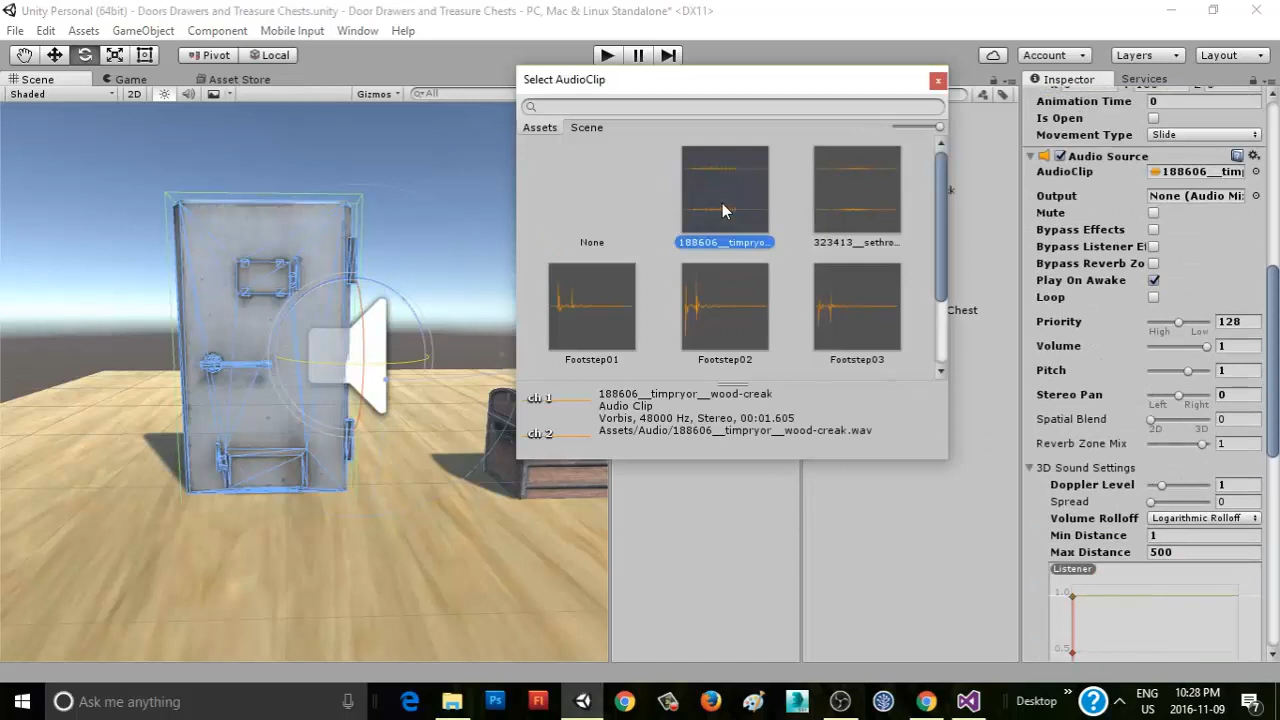 Unity Personal (64bit) - Doors Drawers and Treasure Chests.unity - Door Drawers and Treasure Chests - PC, Mac & Linux Standalone* <DX11>
File Edit Assets GameObject Component Mobile Input Window Help
Pivot Local Account Layers Layout
Scene Game Asset Store
Shaded 2D Gizmos All
Select AudioClip
Assets Scene
None 188606__timpryo... 323413__sethro...
Footstep01 Footstep02 Footstep03
ch 1
ch 2
188606__timpryor__wood-creak
Audio Clip
Vorbis, 48000 Hz, Stereo, 00:01.605
Assets/Audio/188606__timpryor__wood-creak.wav
Chest
Inspector Services
Animation Time 0
Is Open
Movement Type Slide
Audio Source
AudioClip 188606__timp
Output None (Audio Mi
Mute
Bypass Effects
Bypass Listener Ef
Bypass Reverb Zo
Play On Awake
Loop
Priority 128
High Low
Volume 1
Pitch 1
Stereo Pan 0
Left Right
Spatial Blend 0
2D 3D
Reverb Zone Mix 1
3D Sound Settings
Doppler Level 1
Spread 0
Volume Rolloff Logarithmic Rolloff
Min Distance 1
Max Distance 500
Listener
1.0
0.5
Ask me anything
Desktop
ENG
US
10:28 PM
2016-11-09